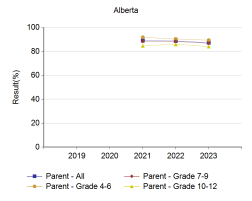 Alberta
Result(%)
100
80
60
40
20
0
2019 2020 2021 2022 2023
Parent - All Parent - Grade 7-9
Parent - Grade 4-6 Parent - Grade 10-12